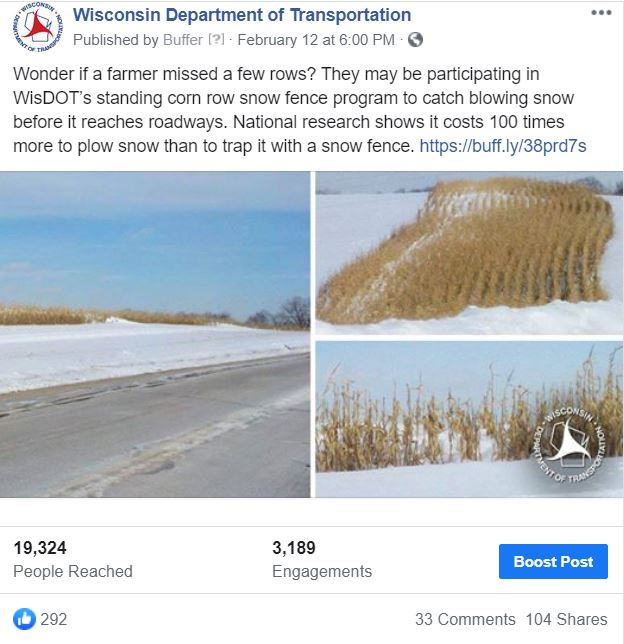 Wisconsin Department of Transportation
Published by Buffer [?] · February 12 at 6:00 PM ·
Wonder if a farmer missed a few rows? They may be participating in
WisDOT's standing corn row snow fence program to catch blowing snow
before it reaches roadways. National research shows it costs 100 times
more to plow snow than to trap it with a snow fence. https://buff.ly/38prd7s
WISCONSIN
DEPARTMENT OF TRANSPORTATION
19,324
People Reached
3,189
Engagements
Boost Post
292
33 Comments 104 Shares